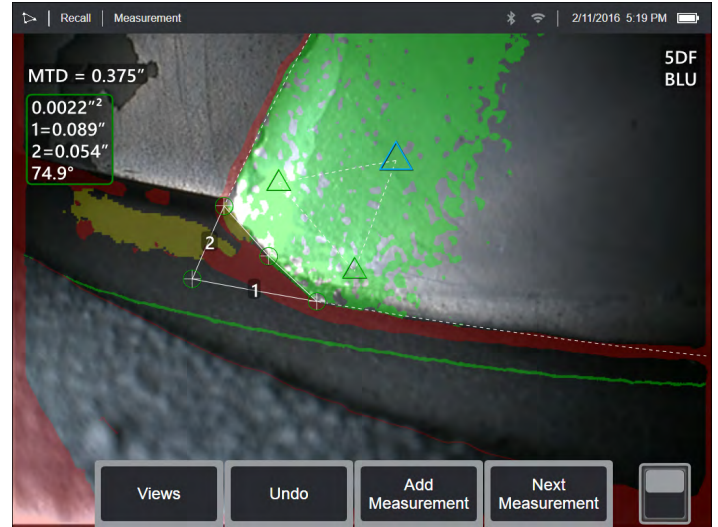 Recall Measurement 2/11/2016 5:19 PM
MTD = 0.375″
5DF
BLU
0.0022″²
1=0.089″
2=0.054″
74.9°
2
1
Views
Undo
Add
Measurement
Next
Measurement